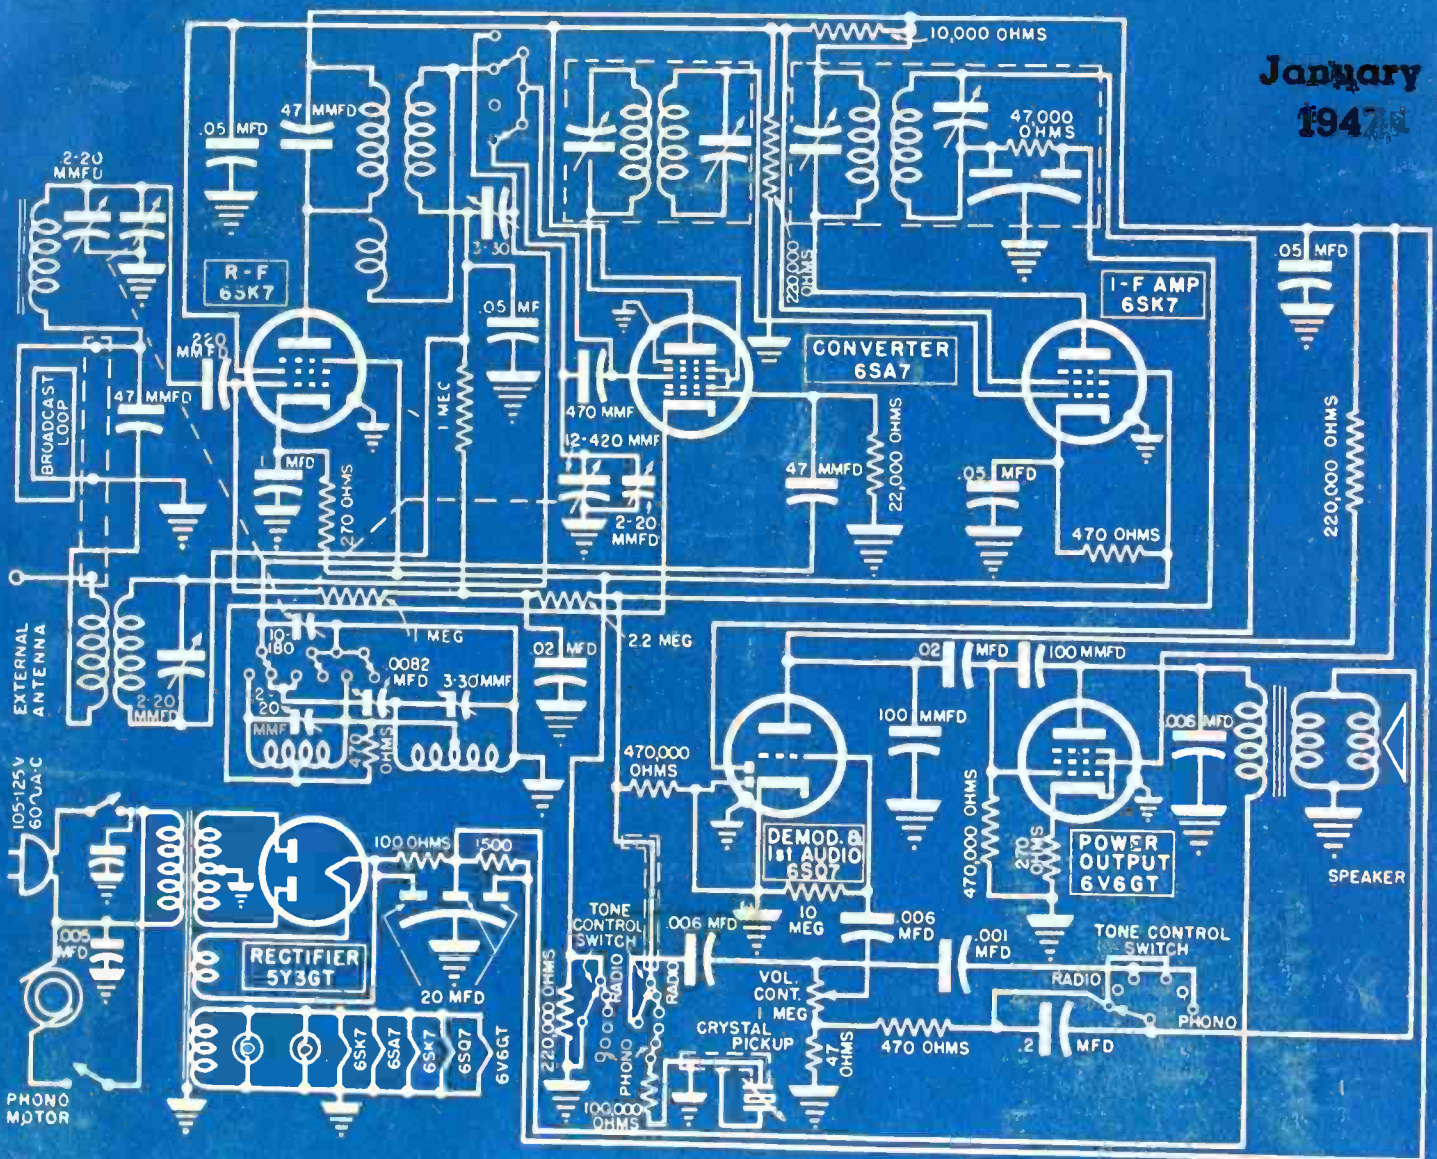 10,000 OHMS
January
1947
47 MMFD
.05 MFD
47,000
OHMS
.2-20
MMFD
3-30
R-F
6SK7
220,000
OHMS
.05 MFD
I-F AMP
6SK7
.05 MF
220
MMFD
CONVERTER
6SA7
BROADCAST
LOOP
47 MMFD
1 MEG
470 MMF
12-420 MMF
.1 MFD
270 OHMS
47 MMFD
22,000 OHMS
.05 MFD
220,000 OHMS
2-20
MMFD
470 OHMS
EXTERNAL
ANTENNA
2-20
MMFD
10-
180
1 MEG
.0082
MFD
3-30 MMF
2-
20
MMF
470
OHMS
.02 MFD
2.2 MEG
.02 MFD
100 MMFD
100 MMFD
.006 MFD
470,000
OHMS
105-125V
60~A-C
100 OHMS
1500
DEMOD. &
1st AUDIO
6SQ7
470,000 OHMS
270
OHMS
POWER
OUTPUT
6V6GT
SPEAKER
10
MEG
.005
MFD
RECTIFIER
5Y3GT
20 MFD
TONE
CONTROL
SWITCH
.006 MFD
.006
MFD
.001
MFD
TONE CONTROL
SWITCH
RADIO
RADIO
RADIO
PHONO
220,000 OHMS
PHONO
VOL.
CONT.
1 MEG
CRYSTAL
PICKUP
47
OHMS
470 OHMS
.2 MFD
6SK7
6SA7
6SK7
6SQ7
6V6GT
100,000
OHMS
PHONO
MOTOR